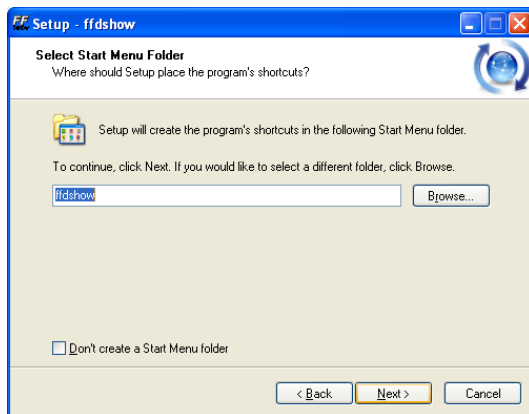 Setup - ffdshow
Select Start Menu Folder
Where should Setup place the program's shortcuts?
Setup will create the program's shortcuts in the following Start Menu folder.
To continue, click Next. If you would like to select a different folder, click Browse.
ffdshow
Browse...
Don't create a Start Menu folder
< Back
Next >
Cancel